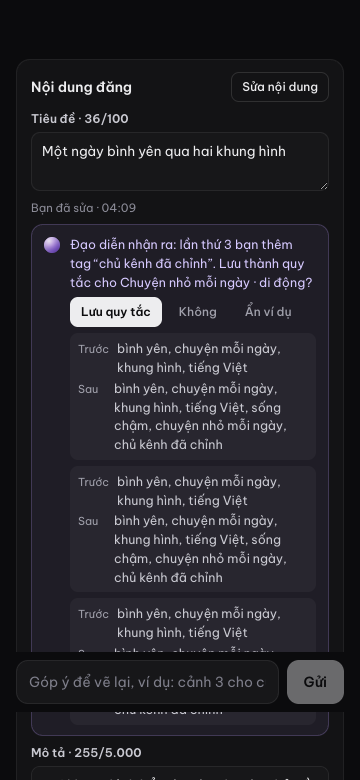 Nội dung đăng
Sửa nội dung
Tiêu đề · 36/100
Một ngày bình yên qua hai khung hình
Bạn đã sửa · 04:09
Đạo diễn nhận ra: lần thứ 3 bạn thêm
tag “chủ kênh đã chỉnh”. Lưu thành quy
tắc cho Chuyện nhỏ mỗi ngày · di động?
Lưu quy tắc
Không
Ẩn ví dụ
Trước bình yên, chuyện mỗi ngày,
khung hình, tiếng Việt
Sau bình yên, chuyện mỗi ngày,
khung hình, tiếng Việt, sống
chậm, chuyện nhỏ mỗi ngày,
chủ kênh đã chỉnh
Trước bình yên, chuyện mỗi ngày,
khung hình, tiếng Việt
Sau bình yên, chuyện mỗi ngày,
khung hình, tiếng Việt, sống
chậm, chuyện nhỏ mỗi ngày,
chủ kênh đã chỉnh
Trước bình yên, chuyện mỗi ngày,
khung hình, tiếng Việt
Góp ý để vẽ lại, ví dụ: cảnh 3 cho c
Gửi
Mô tả · 255/5.000